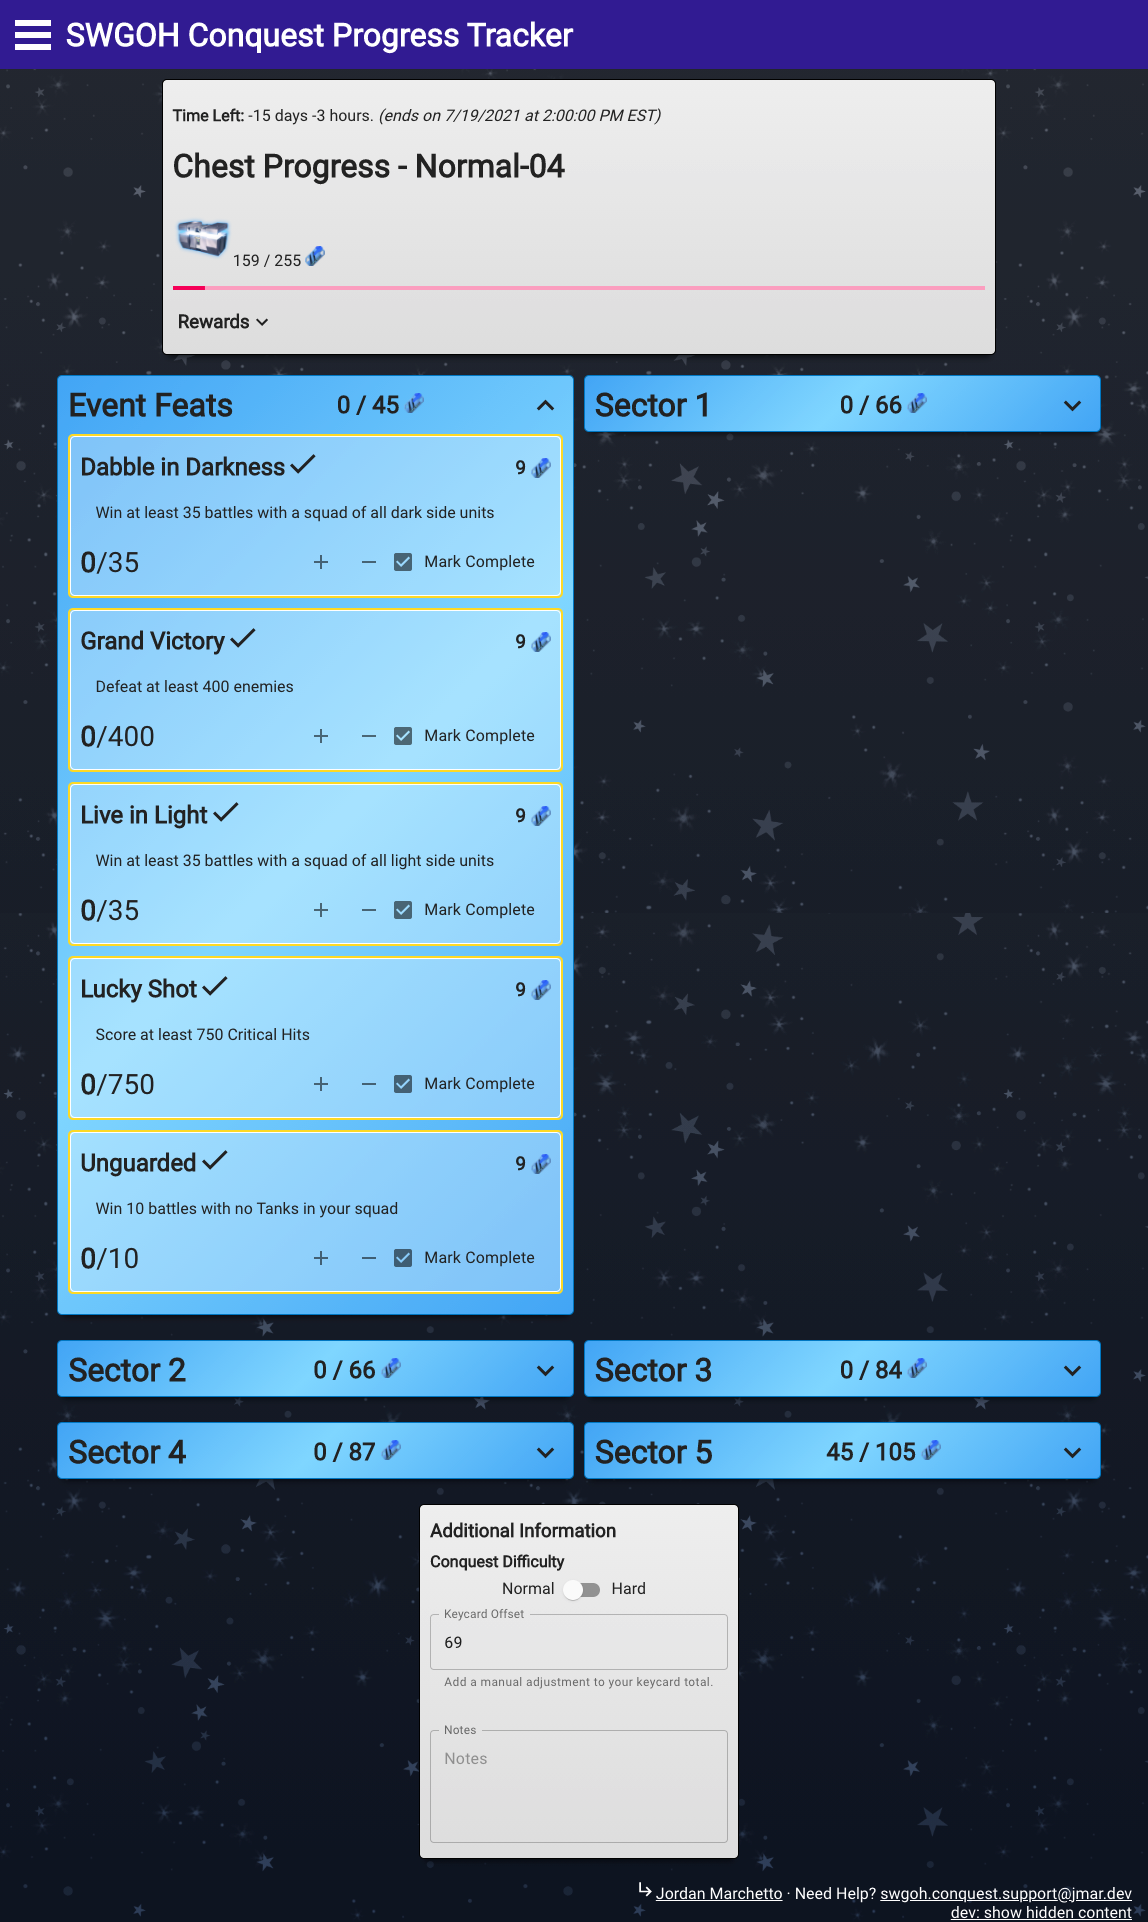 SWGOH Conquest Progress Tracker
Time Left: -15 days -3 hours. (ends on 7/19/2021 at 2:00:00 PM EST)
Chest Progress - Normal-04
159 / 255
Rewards
Event Feats 0 / 45
Dabble in Darkness 9
Win at least 35 battles with a squad of all dark side units
0/35 + − Mark Complete
Grand Victory 9
Defeat at least 400 enemies
0/400 + − Mark Complete
Live in Light 9
Win at least 35 battles with a squad of all light side units
0/35 + − Mark Complete
Lucky Shot 9
Score at least 750 Critical Hits
0/750 + − Mark Complete
Unguarded 9
Win 10 battles with no Tanks in your squad
0/10 + − Mark Complete
Sector 1 0 / 66
Sector 2 0 / 66
Sector 3 0 / 84
Sector 4 0 / 87
Sector 5 45 / 105
Additional Information
Conquest Difficulty
Normal Hard
Keycard Offset
69
Add a manual adjustment to your keycard total.
Notes
Notes
Jordan Marchetto · Need Help? swgoh.conquest.support@jmar.dev
dev: show hidden content